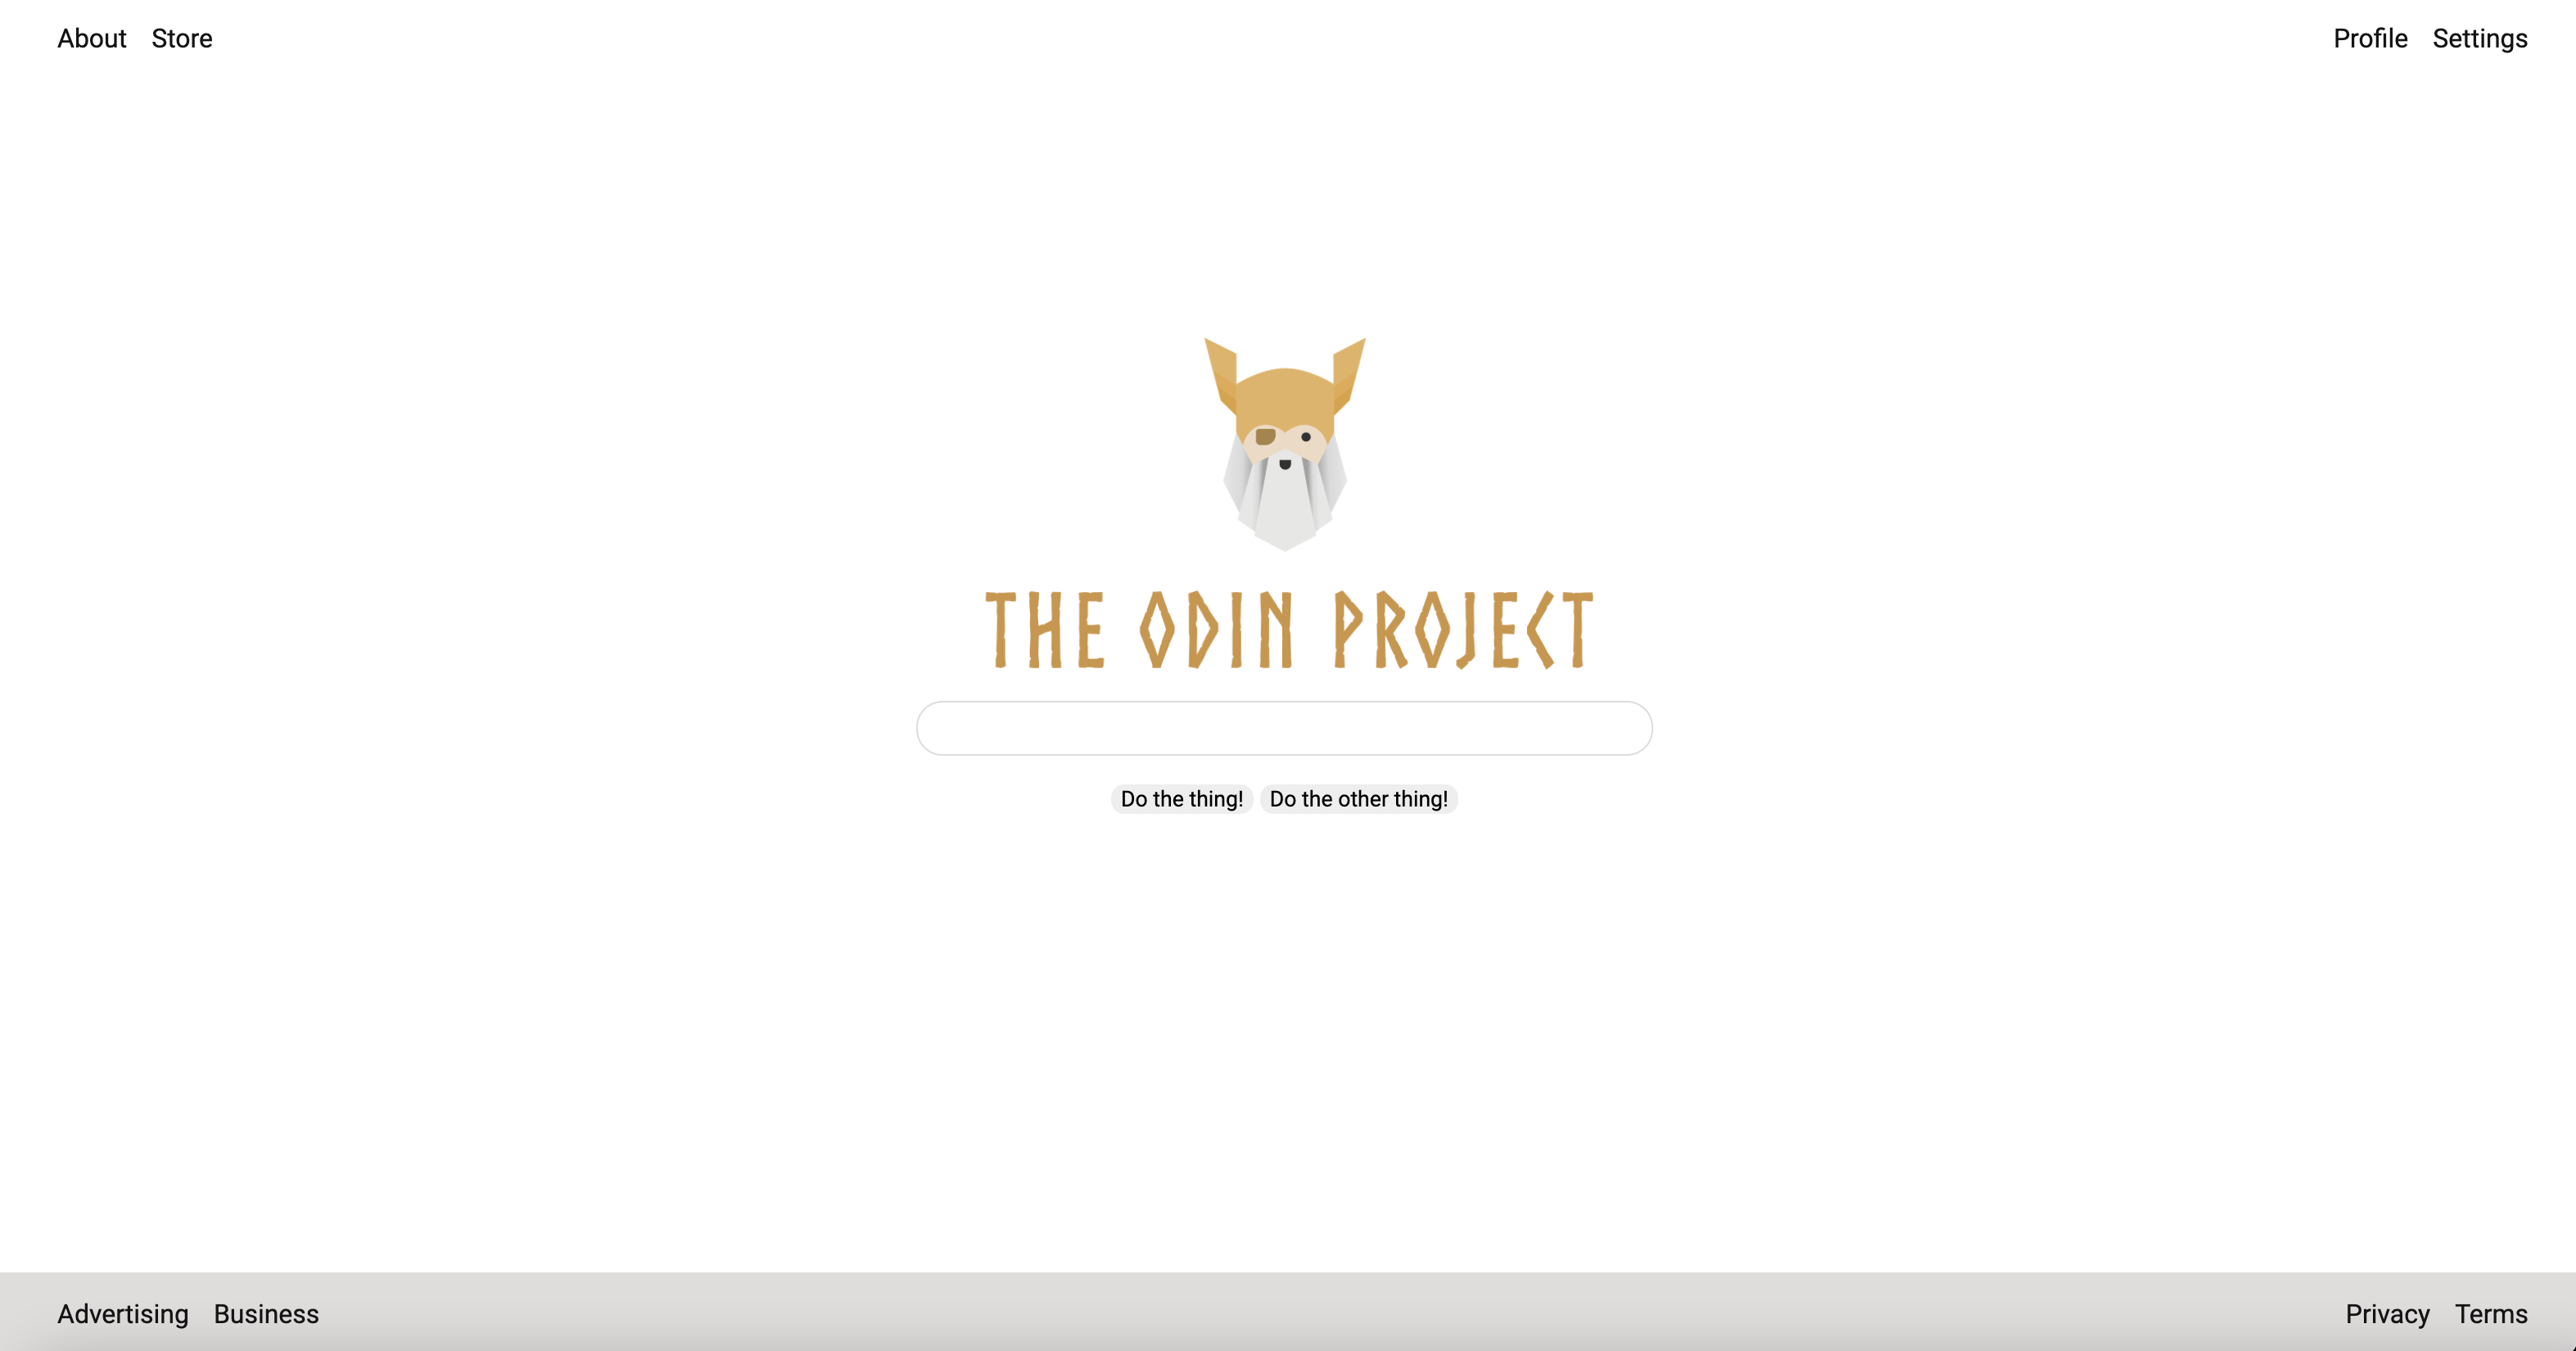 About Store Profile Settings
THE ODIN PROJECT
Do the thing! Do the other thing!
Advertising Business Privacy Terms